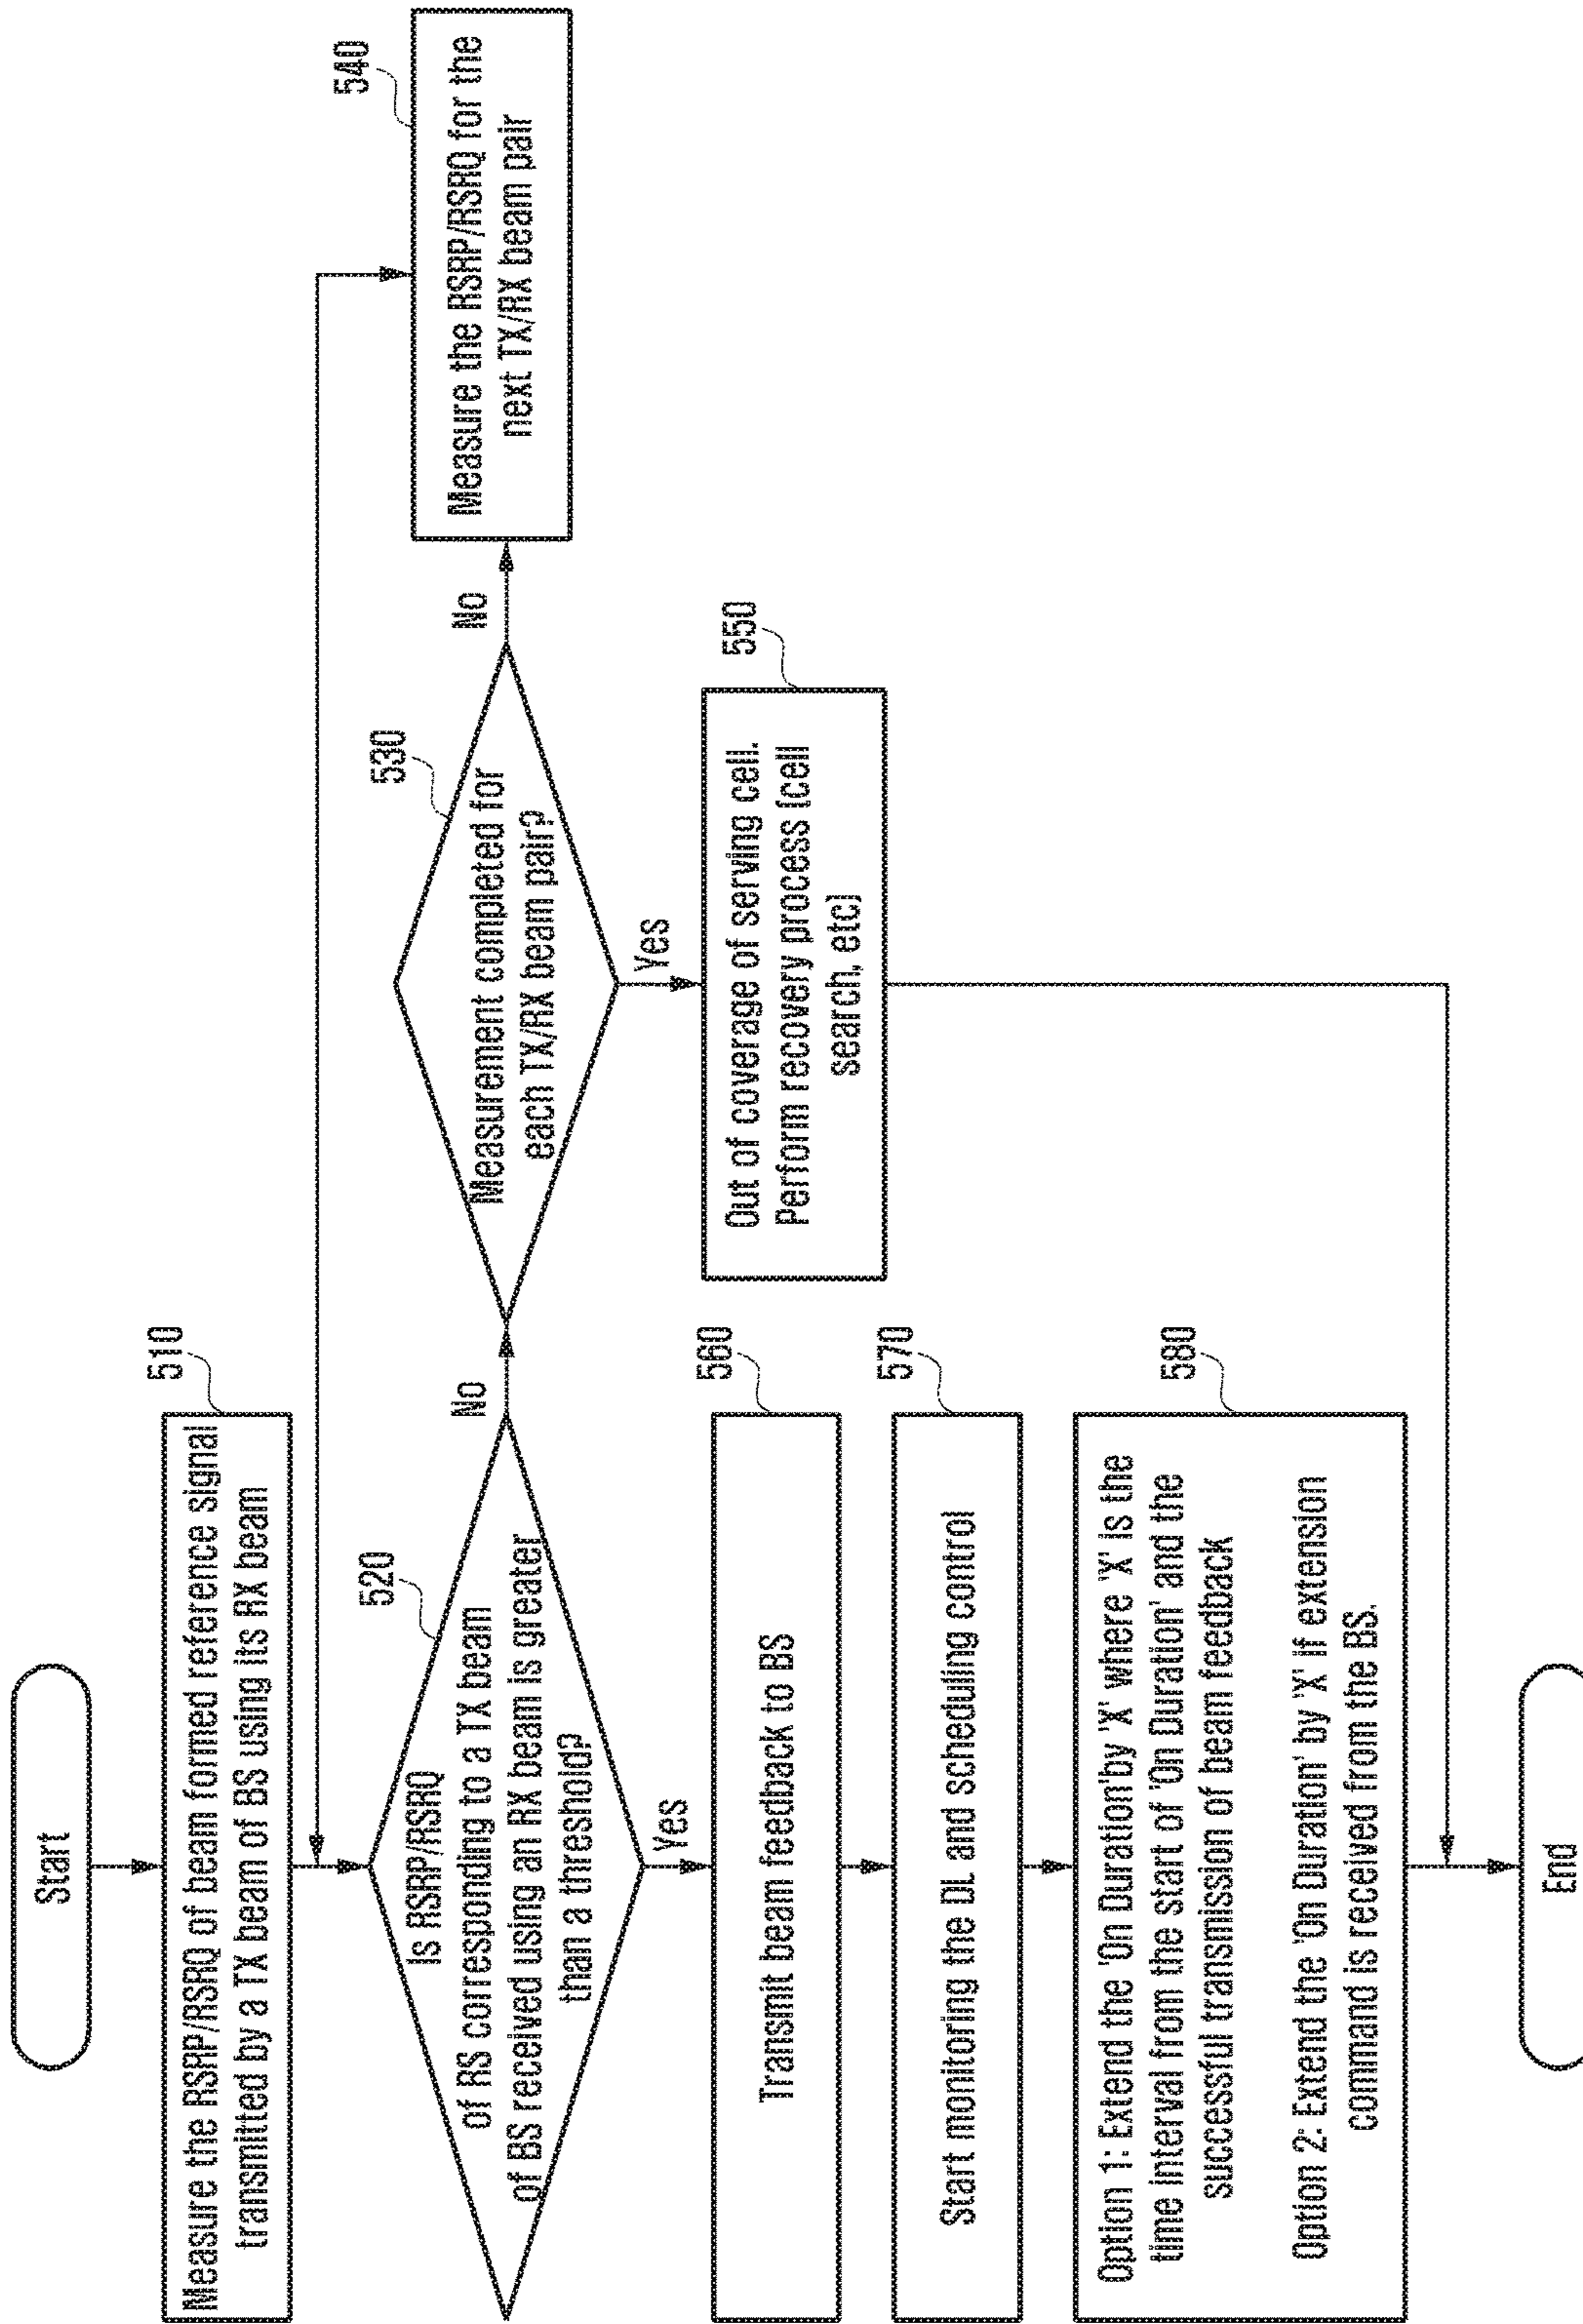 Start
510
Measure the RSRP/RSRQ of beam formed reference signal
transmitted by a TX beam of BS using its RX beam
520
Is RSRP/RSRQ
of RS corresponding to a TX beam
of BS received using an RX beam is greater
than a threshold?
No
Yes
530
Measurement completed for
each TX/RX beam pair?
No
Yes
540
Measure the RSRP/RSRQ for the
next TX/RX beam pair
550
Out of coverage of serving cell.
Perform recovery process (cell
search, etc)
560
Transmit beam feedback to BS
570
Start monitoring the DL and scheduling control
580
Option 1: Extend the 'On Duration'by 'X' where 'X' is the
time interval from the start of 'On Duration' and the
successful transmission of beam feedback
Option 2: Extend the 'On Duration' by 'X' if extension
command is received from the BS.
End